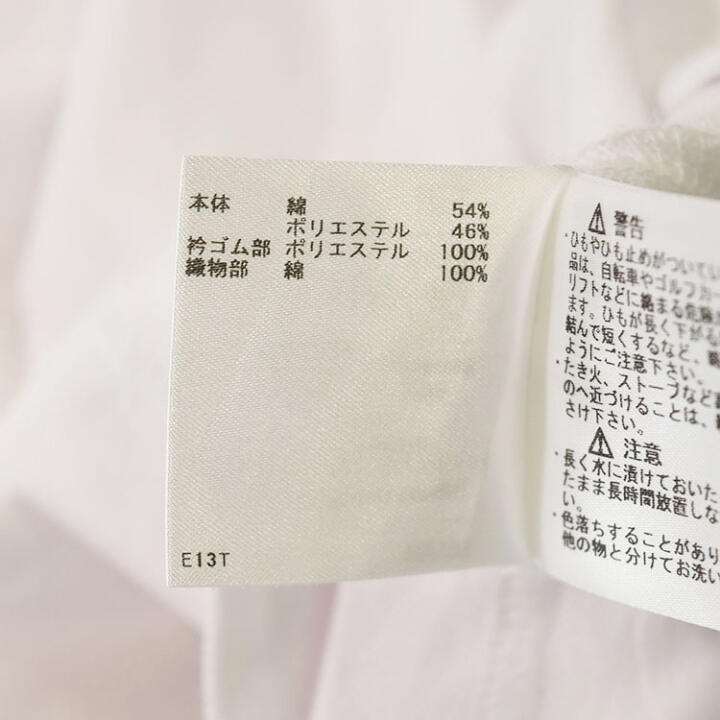 本体 綿 54%
ポリエステル 46%
衿ゴム部 ポリエステル 100%
織物部 綿 100%
E13T
警告
・ひもやひも止めがついてい
品は、自転車やゴルフカー
リフトなどに絡まる危険
ます。ひもが長く下がる
結んで短くするなど、
ようにご注意下さい。
・たき火、ストーブなど
のへ近づけることは、
さけ下さい。
注意
・長く水に漬けておいた
たまま長時間放置しな
い。
・色落ちすることがあり
他の物と分けてお洗い